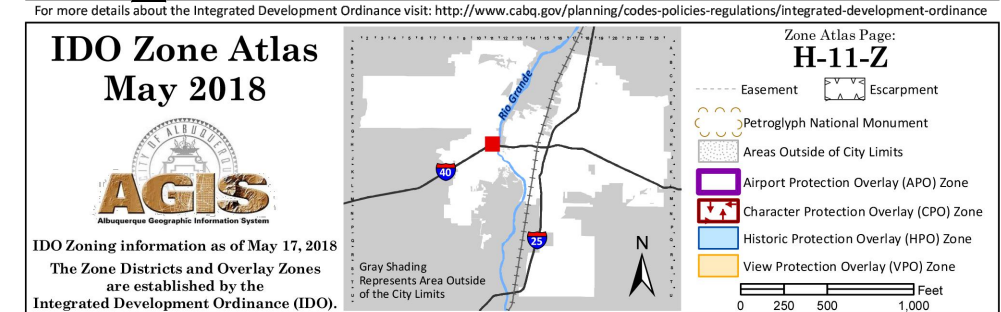 For more details about the Integrated Development Ordinance visit: http://www.cabq.gov/planning/codes-policies-regulations/integrated-development-ordinance
IDO Zone Atlas
May 2018
CITY OF ALBUQUERQUE
AGIS
Albuquerque Geographic Information System
IDO Zoning information as of May 17, 2018
The Zone Districts and Overlay Zones
are established by the
Integrated Development Ordinance (IDO).
Rio Grande
40
25
N
Gray Shading
Represents Area Outside
of the City Limits
Zone Atlas Page:
H-11-Z
Easement
Escarpment
Petroglyph National Monument
Areas Outside of City Limits
Airport Protection Overlay (APO) Zone
Character Protection Overlay (CPO) Zone
Historic Protection Overlay (HPO) Zone
View Protection Overlay (VPO) Zone
Feet
0 250 500 1,000